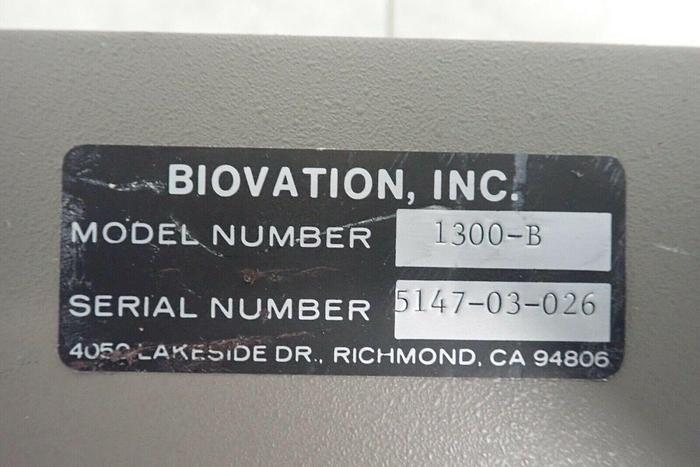 BIOVATION, INC.
MODEL NUMBER 1300-B
SERIAL NUMBER 5147-03-026
LAKESIDE DR., RICHMOND, CA 94806